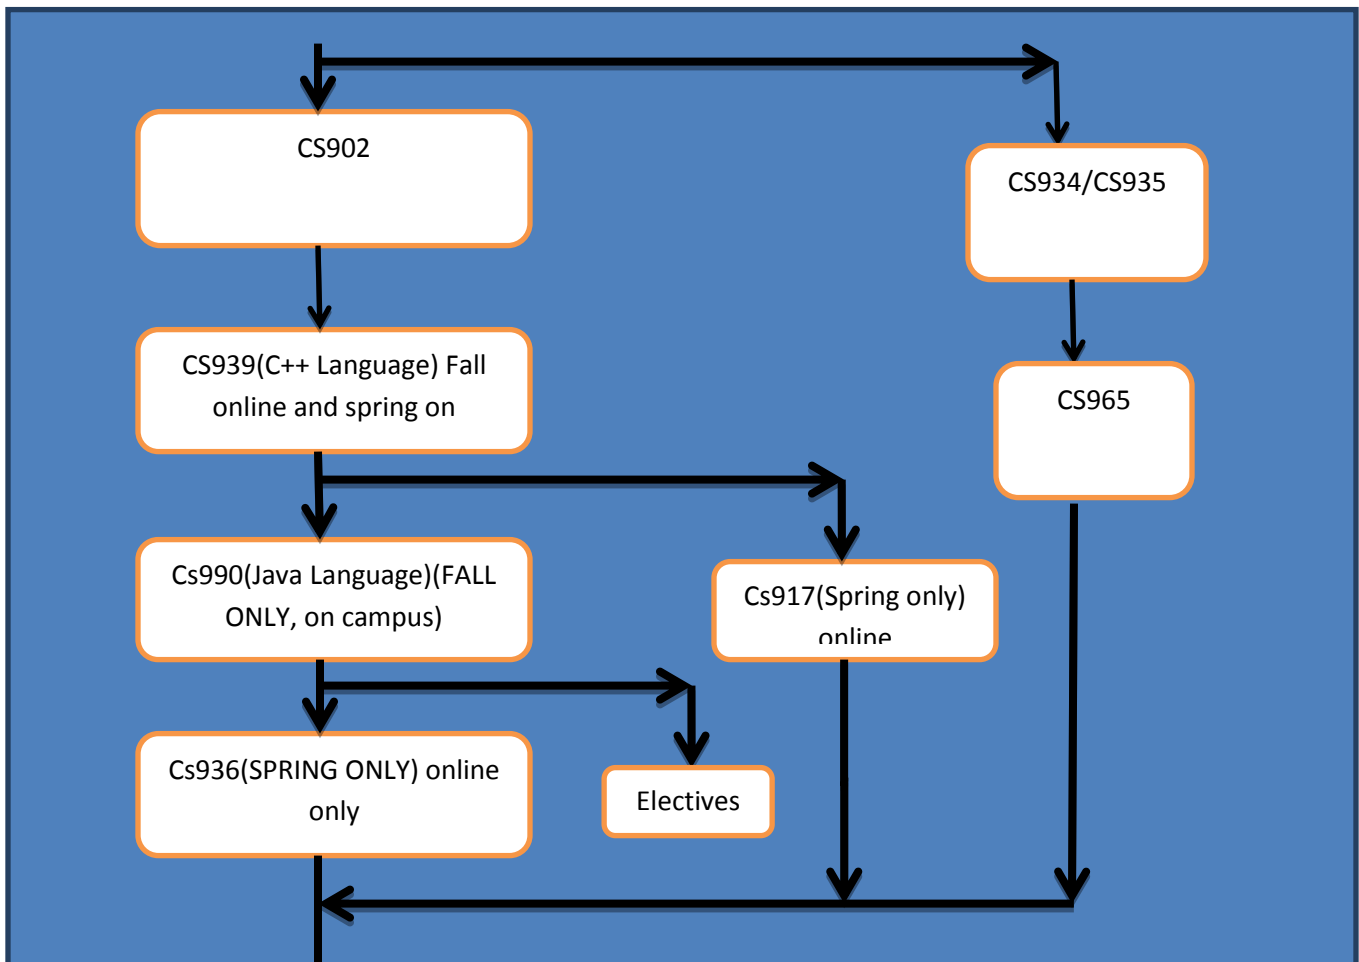 CS902
CS934/CS935
CS939(C++ Language) Fall
online and spring on
CS965
Cs990(Java Language)(FALL
ONLY, on campus)
Cs917(Spring only)
online
Cs936(SPRING ONLY) online
only
Electives